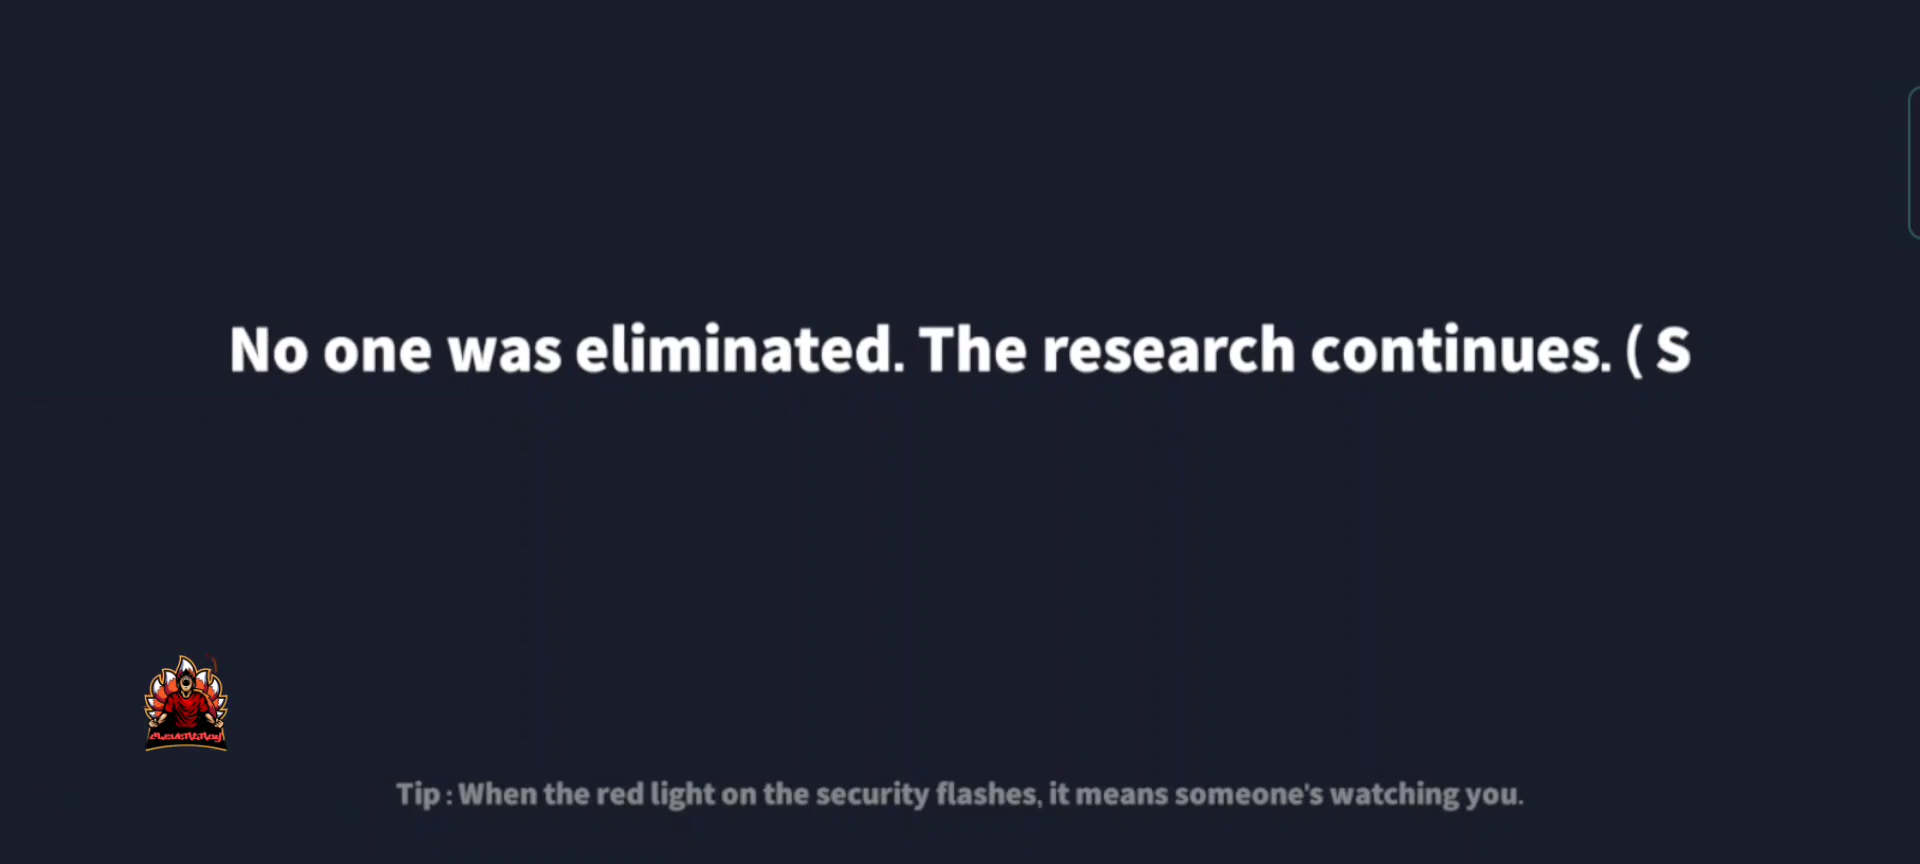 No one was eliminated. The research continues. ( S
Tip : When the red light on the security flashes, it means someone's watching you.